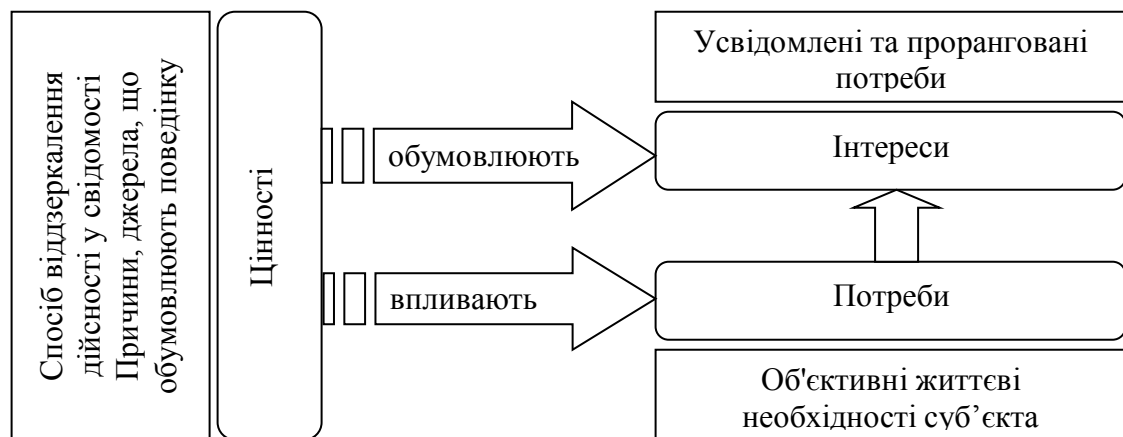 Спосіб віддзеркалення
дійсності у свідомості
Причини, джерела, що
обумовлюють поведінку
Цінності
обумовлюють
впливають
Усвідомлені та проранговані
потреби
Інтереси
Потреби
Об'єктивні життєві
необхідності суб’єкта